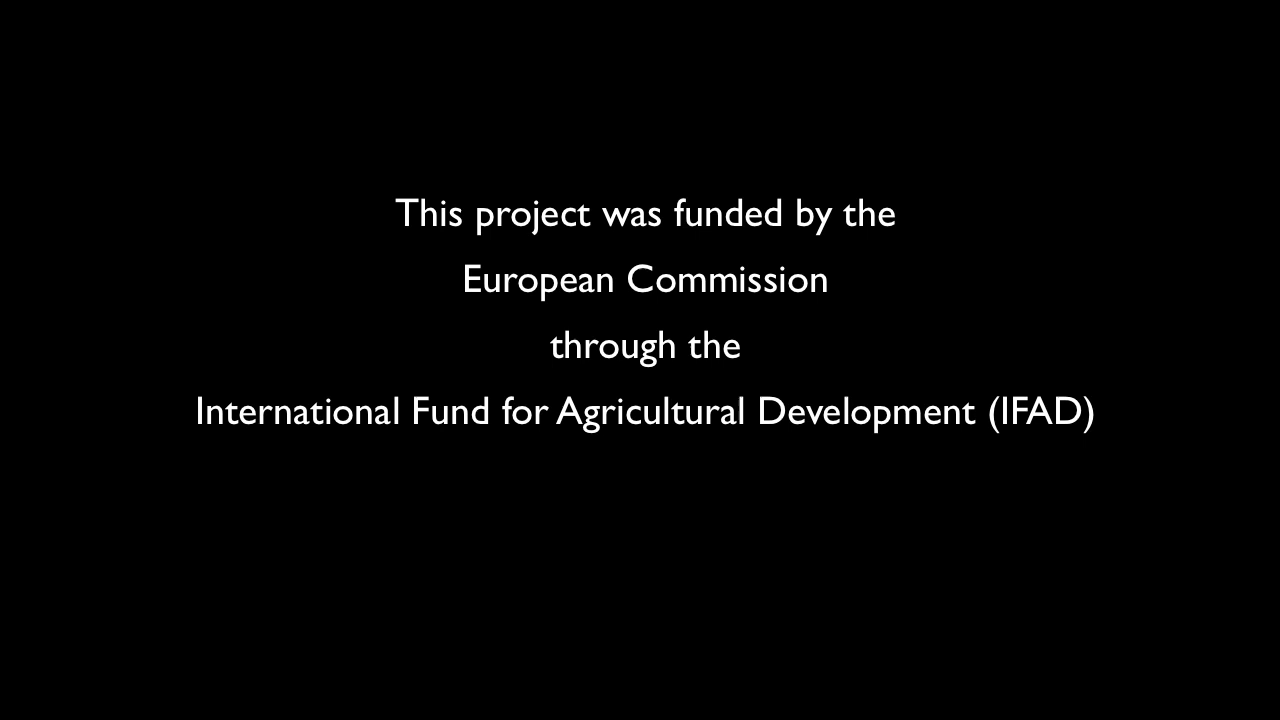 This project was funded by the
European Commission
through the
International Fund for Agricultural Development (IFAD)